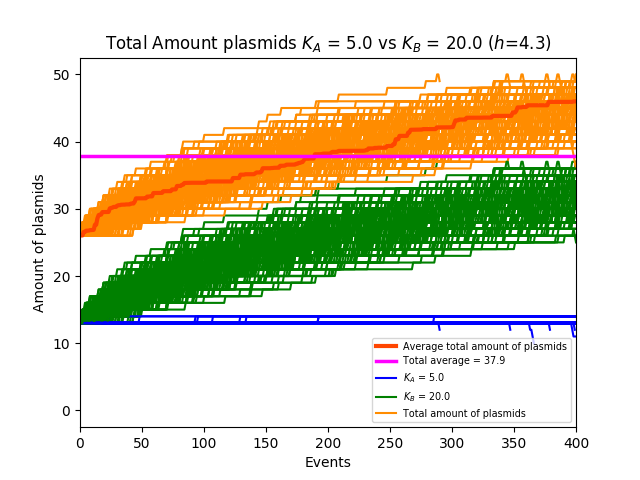 Total Amount plasmids K_A = 5.0 vs K_B = 20.0 (h=4.3)
50
40
30
20
10
0
Amount of plasmids
0 50 100 150 200 250 300 350 400
Events
Average total amount of plasmids
Total average = 37.9
K_A = 5.0
K_B = 20.0
Total amount of plasmids